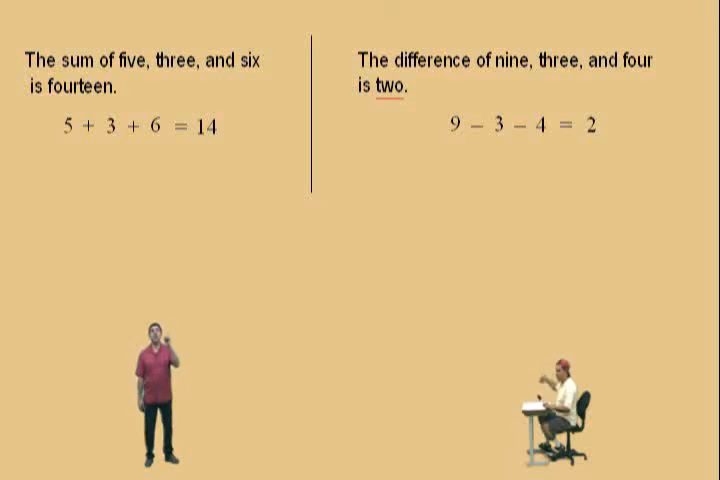 The sum of five, three, and six
is fourteen.
5 + 3 + 6 = 14
The difference of nine, three, and four
is two.
9 – 3 – 4 = 2